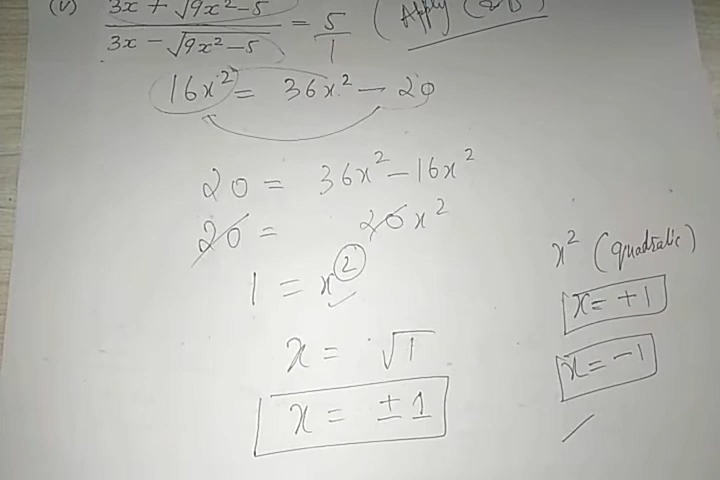 (v) 3x + √9x²-5 / 3x - √9x²-5 = 5/1 (Apply (
16x² = 36x² - 20
20 = 36x² - 16x²
20 = 20x²
1 = x²
x² (quadratic)
x = +1
x = √1
x = -1
x = ± 1